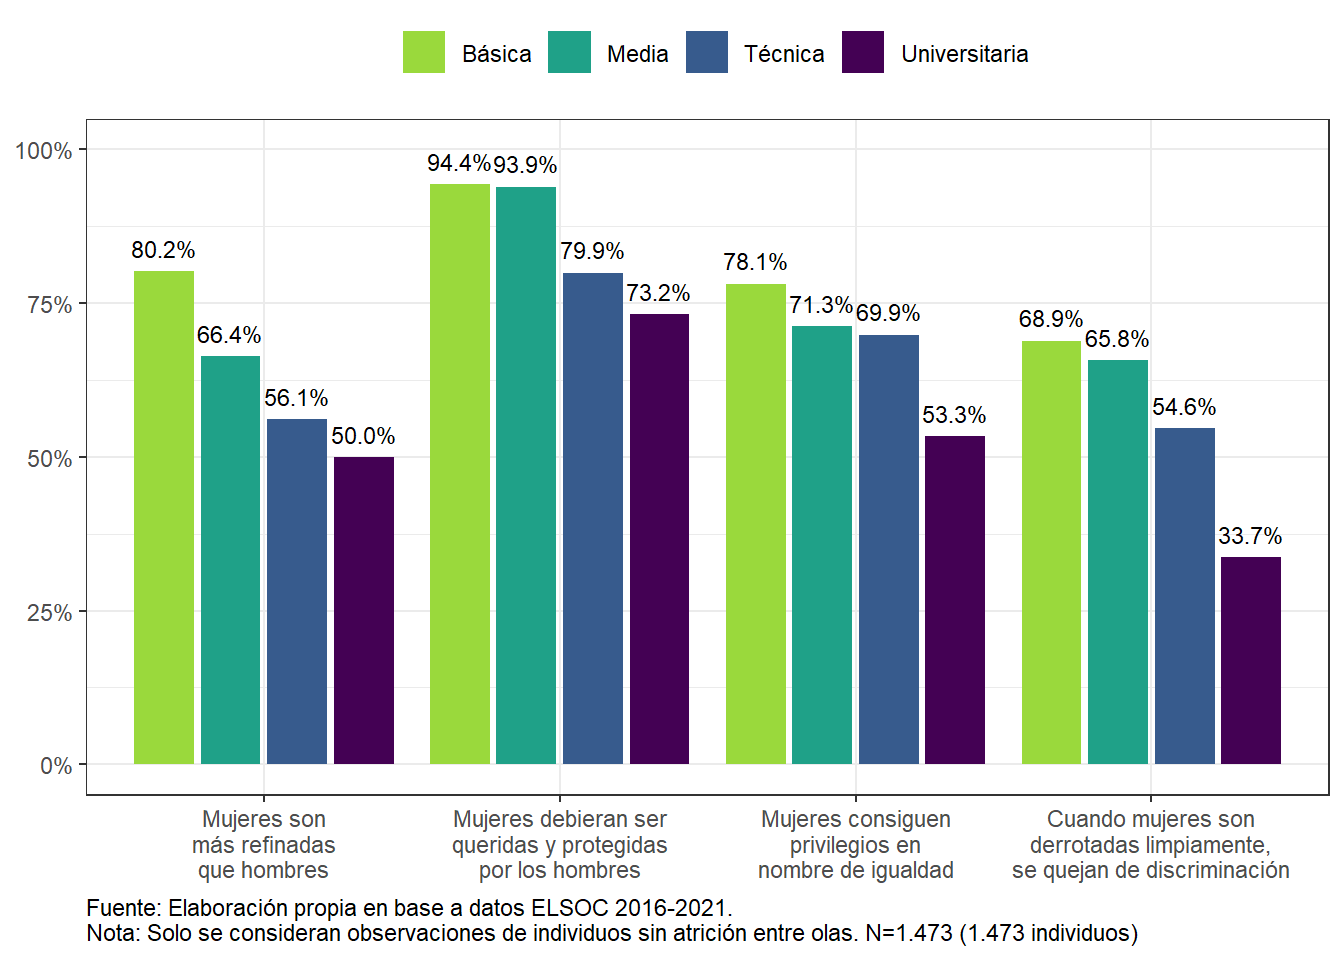 Básica Media Técnica Universitaria
100%
75%
50%
25%
0%
80.2%
66.4%
56.1%
50.0%
94.4%
93.9%
79.9%
73.2%
78.1%
71.3%
69.9%
53.3%
68.9%
65.8%
54.6%
33.7%
Mujeres son
más refinadas
que hombres
Mujeres debieran ser
queridas y protegidas
por los hombres
Mujeres consiguen
privilegios en
nombre de igualdad
Cuando mujeres son
derrotadas limpiamente,
se quejan de discriminación
Fuente: Elaboración propia en base a datos ELSOC 2016-2021.
Nota: Solo se consideran observaciones de individuos sin atrición entre olas. N=1.473 (1.473 individuos)